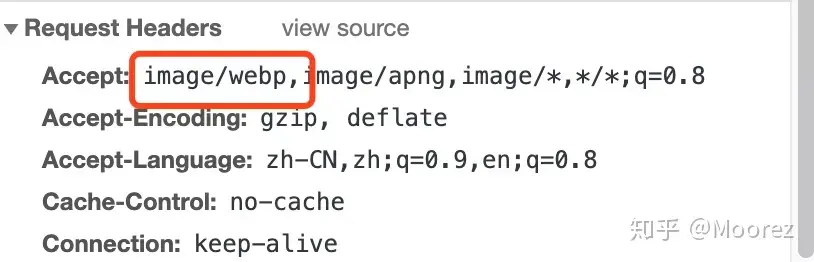 Request Headers view source
Accept: image/webp,image/apng,image/*,*/*;q=0.8
Accept-Encoding: gzip, deflate
Accept-Language: zh-CN,zh;q=0.9,en;q=0.8
Cache-Control: no-cache
Connection: keep-alive
知乎 @Moorez